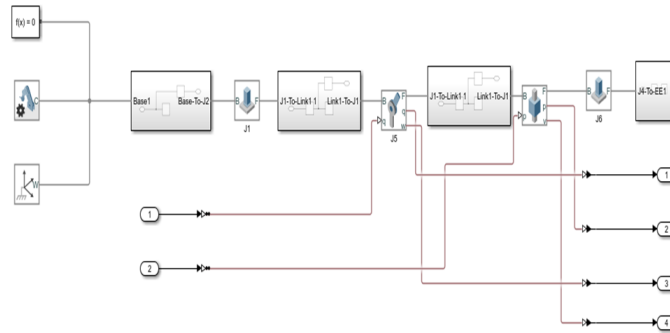 f(x) = 0
C
W
Base1 Base-To-J2
B F
J1
J1-To-Link1-1 Link1-To-J1
B F
q q
w
J5
J1-To-Link1-1 Link1-To-J1
B F
p p
v
B F
J6
J4-To-EE1
1
2
1
2
3
4